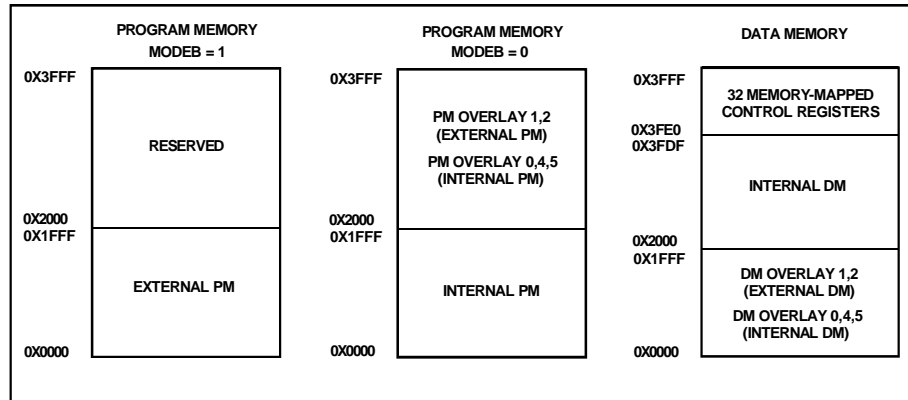 PROGRAM MEMORY
MODEB = 1
0X3FFF
RESERVED
0X2000
0X1FFF
EXTERNAL PM
0X0000
PROGRAM MEMORY
MODEB = 0
0X3FFF
PM OVERLAY 1,2
(EXTERNAL PM)
PM OVERLAY 0,4,5
(INTERNAL PM)
0X2000
0X1FFF
INTERNAL PM
0X0000
DATA MEMORY
0X3FFF
32 MEMORY-MAPPED
CONTROL REGISTERS
0X3FE0
0X3FDF
INTERNAL DM
0X2000
0X1FFF
DM OVERLAY 1,2
(EXTERNAL DM)
DM OVERLAY 0,4,5
(INTERNAL DM)
0X0000